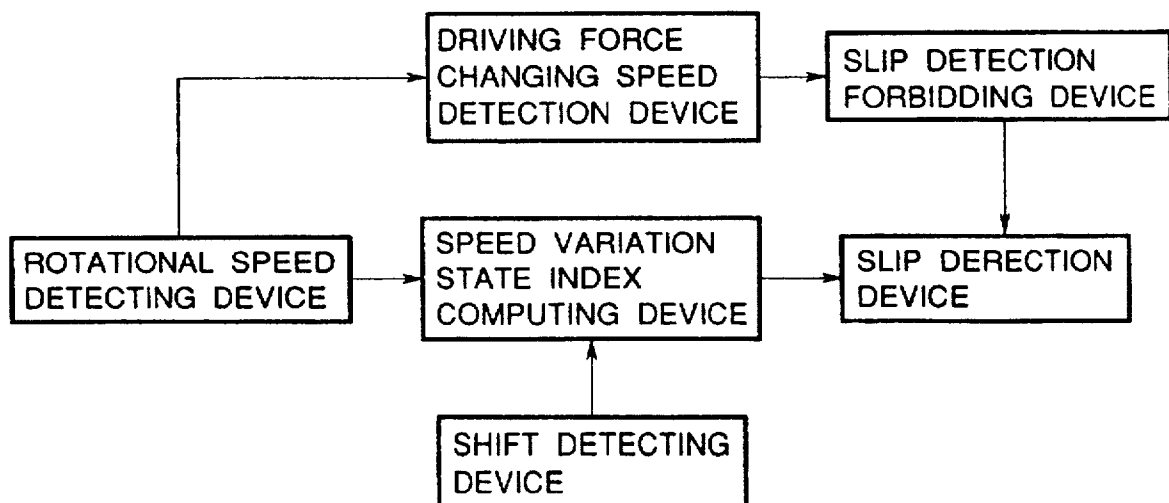 DRIVING FORCE
CHANGING SPEED
DETECTION DEVICE
SLIP DETECTION
FORBIDDING DEVICE
ROTATIONAL SPEED
DETECTING DEVICE
SPEED VARIATION
STATE INDEX
COMPUTING DEVICE
SLIP DERECTION
DEVICE
SHIFT DETECTING
DEVICE